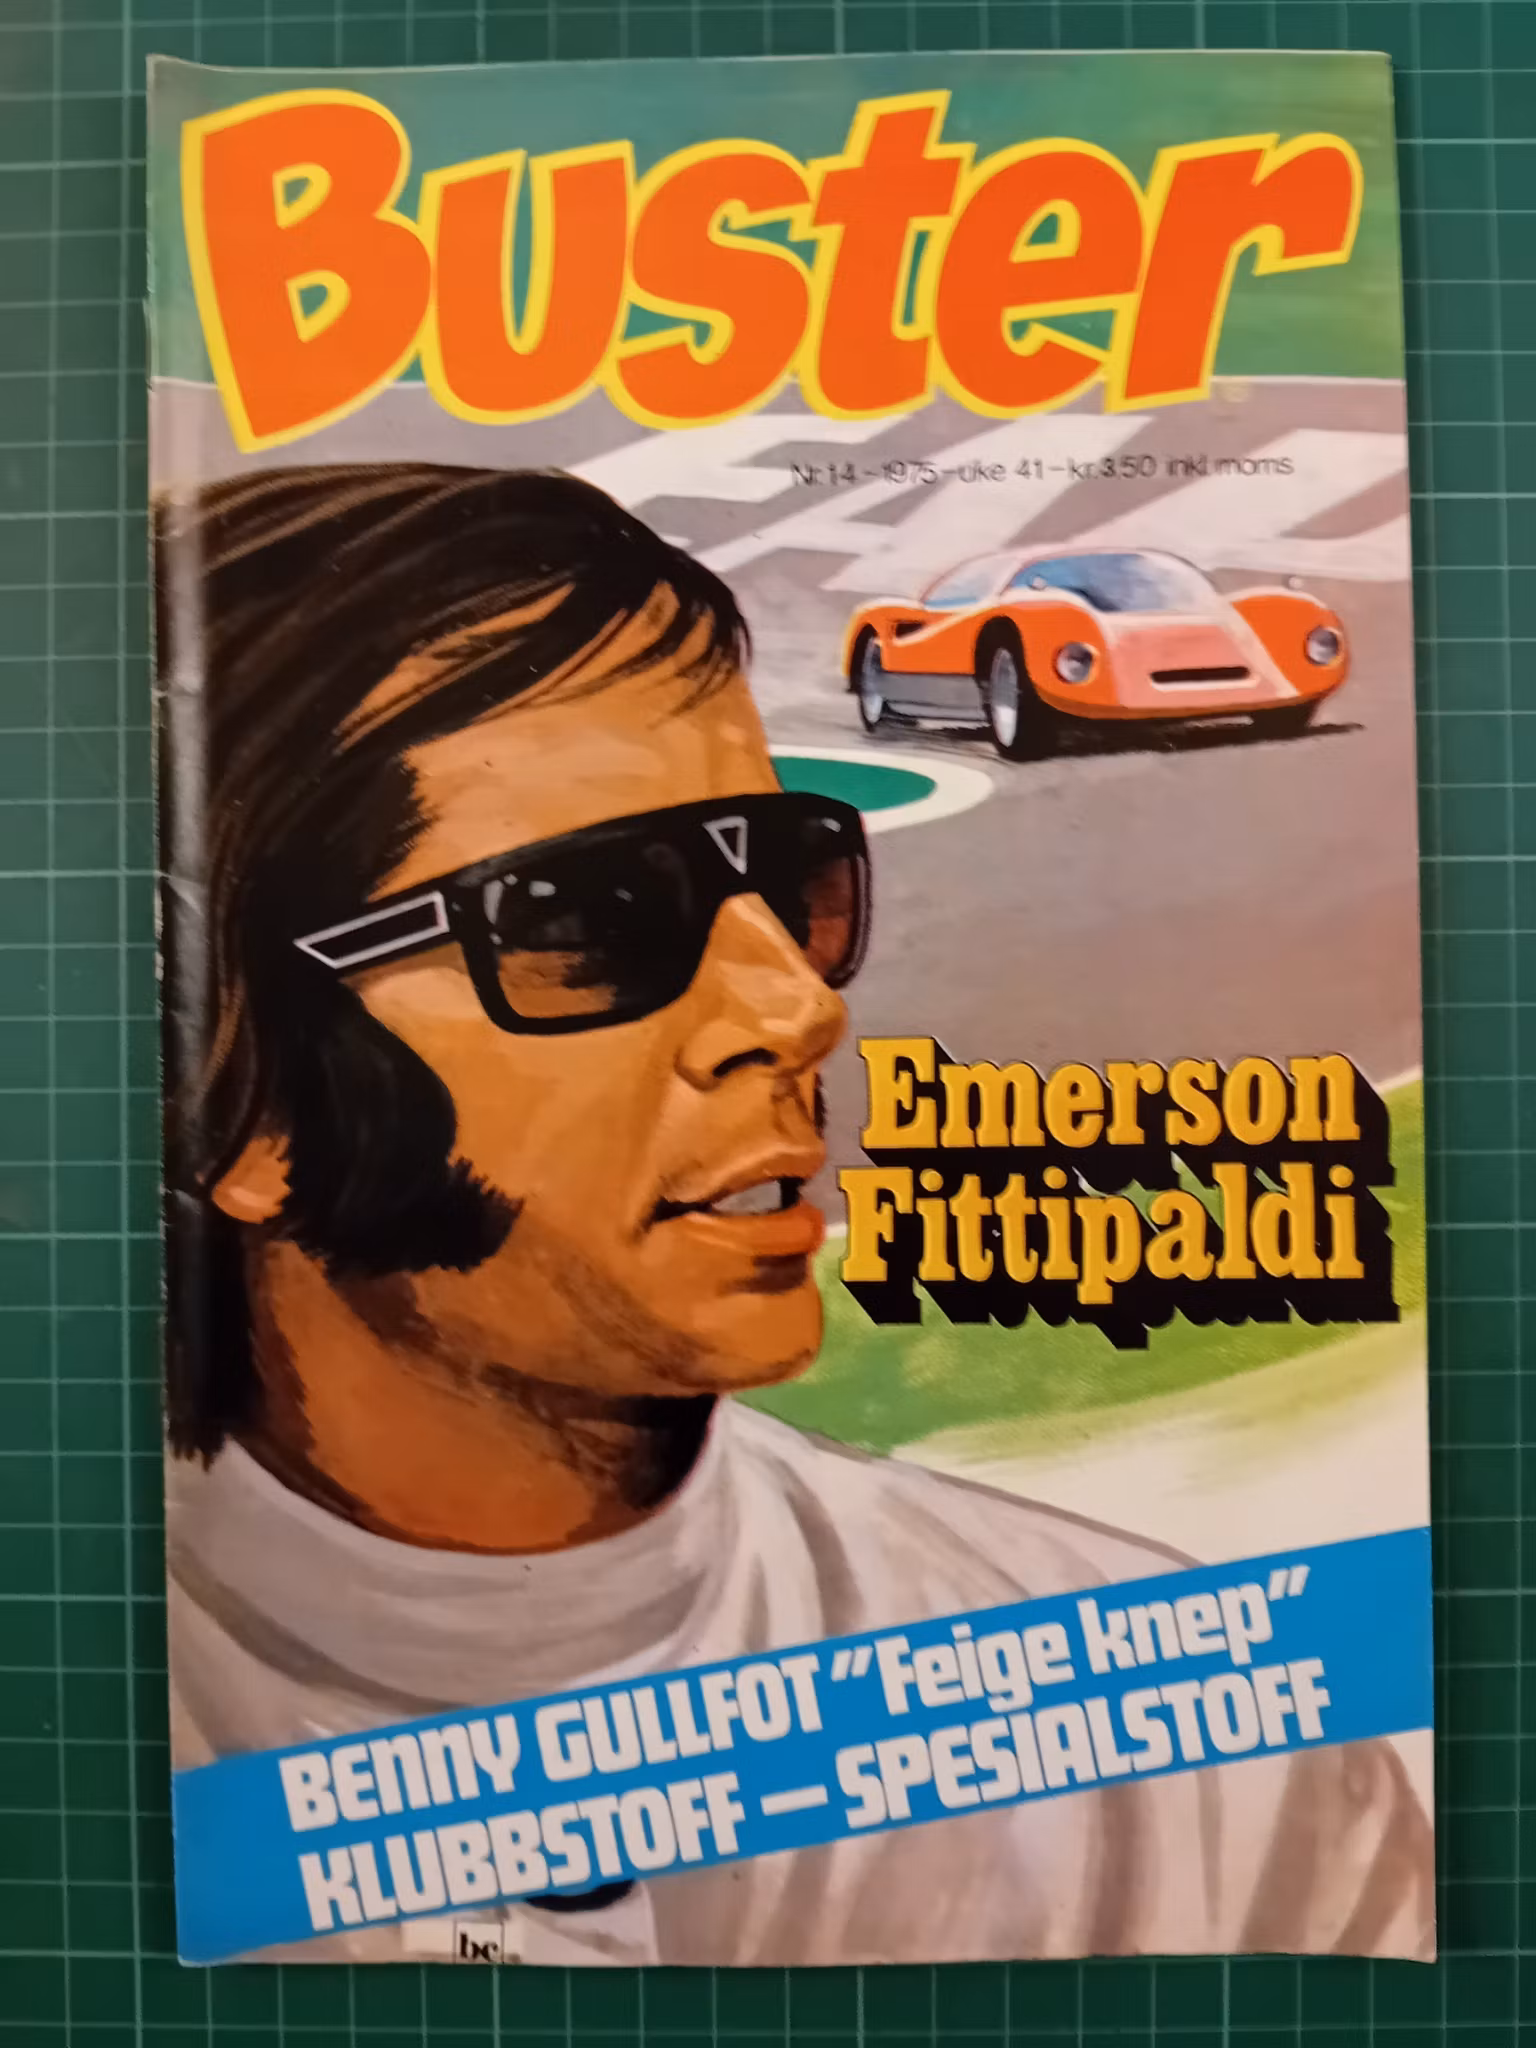 Buster
Nr. 14-1975-uke 41-kr. 3.50 inkl. moms
Emerson
Fittipaldi
BENNY GULLFOT "Feige knep"
KLUBBSTOFF — SPESIALSTOFF
bc